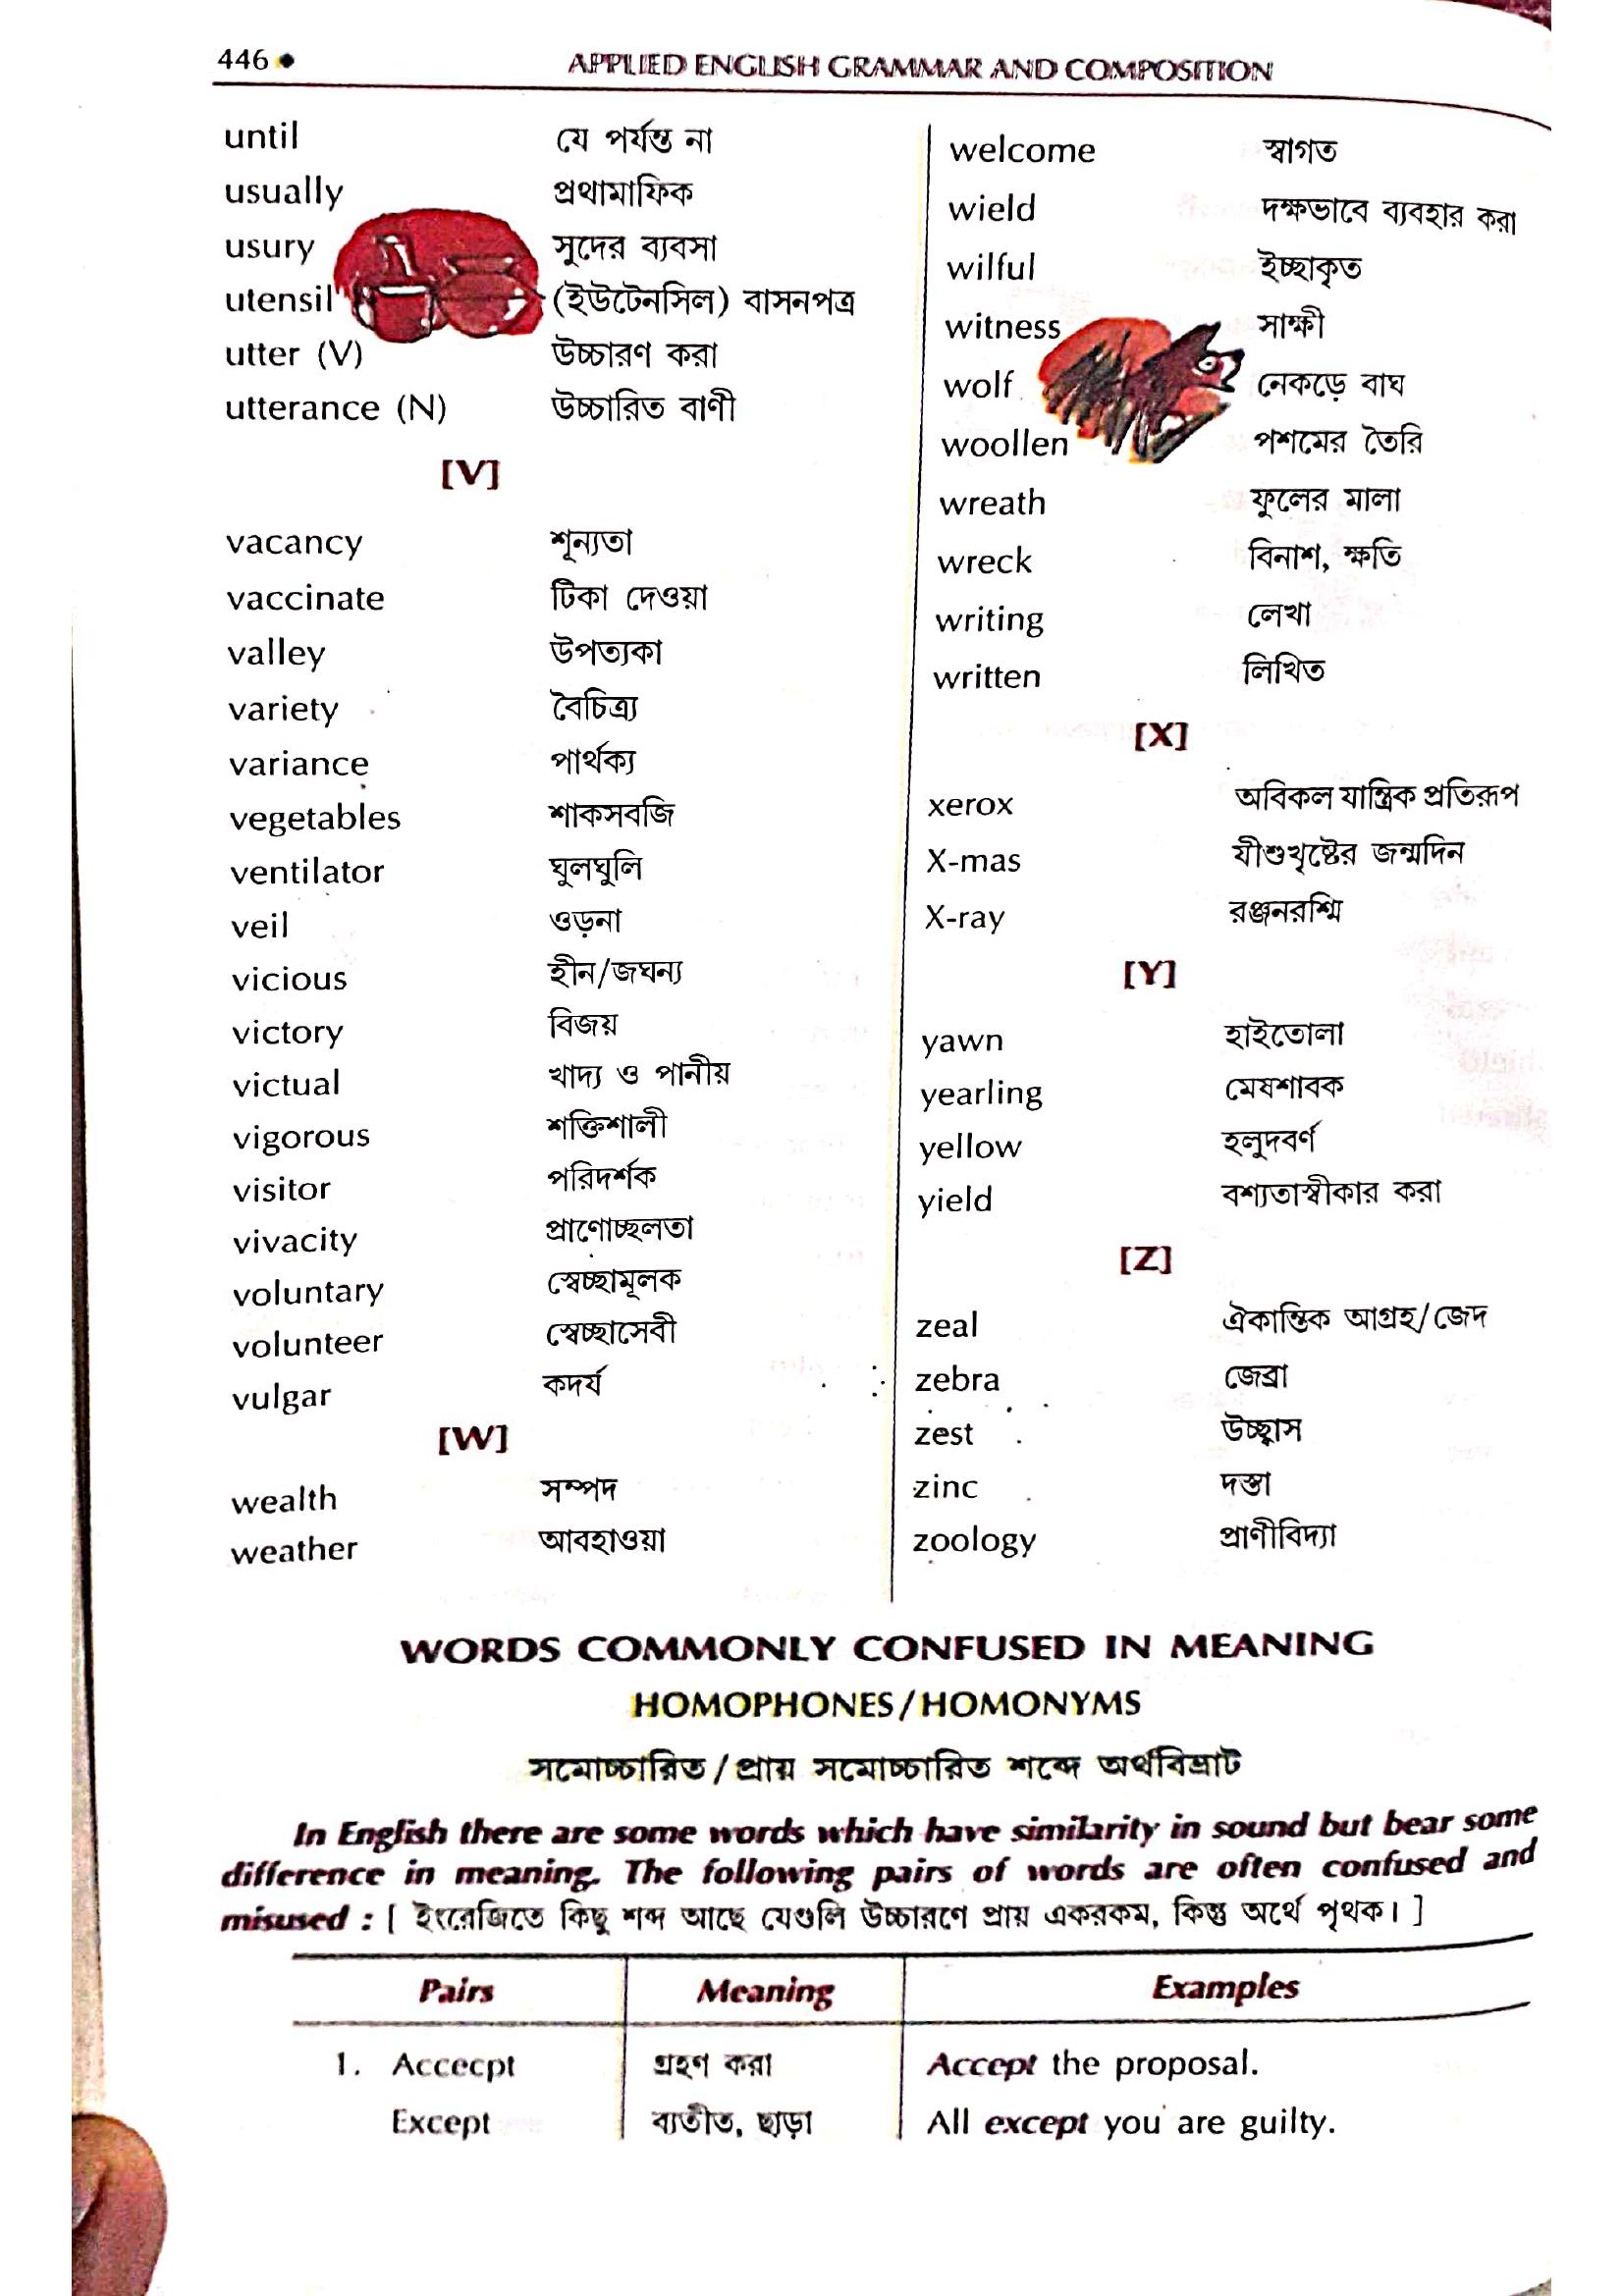 446 • APPLIED ENGLISH GRAMMAR AND COMPOSITION
until যে পর্যন্ত না
usually প্রথামাফিক
usury সুদের ব্যবসা
utensil (ইউটেনসিল) বাসনপত্র
utter (V) উচ্চারণ করা
utterance (N) উচ্চারিত বাণী
[V]
vacancy শূন্যতা
vaccinate টিকা দেওয়া
valley উপত্যকা
variety বৈচিত্র্য
variance পার্থক্য
vegetables শাকসবজি
ventilator ঘুলঘুলি
veil ওড়না
vicious হীন/জঘন্য
victory বিজয়
victual খাদ্য ও পানীয়
vigorous শক্তিশালী
visitor পরিদর্শক
vivacity প্রাণোচ্ছলতা
voluntary স্বেচ্ছামূলক
volunteer স্বেচ্ছাসেবী
vulgar কদর্য
[W]
wealth সম্পদ
weather আবহাওয়া
welcome স্বাগত
wield দক্ষভাবে ব্যবহার করা
wilful ইচ্ছাকৃত
witness সাক্ষী
wolf নেকড়ে বাঘ
woollen পশমের তৈরি
wreath ফুলের মালা
wreck বিনাশ, ক্ষতি
writing লেখা
written লিখিত
[X]
xerox অবিকল যান্ত্রিক প্রতিরূপ
X-mas যীশুখৃষ্টের জন্মদিন
X-ray রঞ্জনরশ্মি
[Y]
yawn হাইতোলা
yearling মেষশাবক
yellow হলুদবর্ণ
yield বশ্যতাস্বীকার করা
[Z]
zeal ঐকান্তিক আগ্রহ/জেদ
zebra জেব্রা
zest উচ্ছ্বাস
zinc দস্তা
zoology প্রাণীবিদ্যা
WORDS COMMONLY CONFUSED IN MEANING
HOMOPHONES/HOMONYMS
সমোচ্চারিত/প্রায় সমোচ্চারিত শব্দে অর্থবিভ্রাট
In English there are some words which have similarity in sound but bear some
difference in meaning. The following pairs of words are often confused and
misused : [ ইংরেজিতে কিছু শব্দ আছে যেগুলি উচ্চারণে প্রায় একরকম, কিন্তু অর্থে পৃথক। ]
Pairs Meaning Examples
1. Accecpt গ্রহণ করা Accept the proposal.
Except ব্যতীত, ছাড়া All except you are guilty.